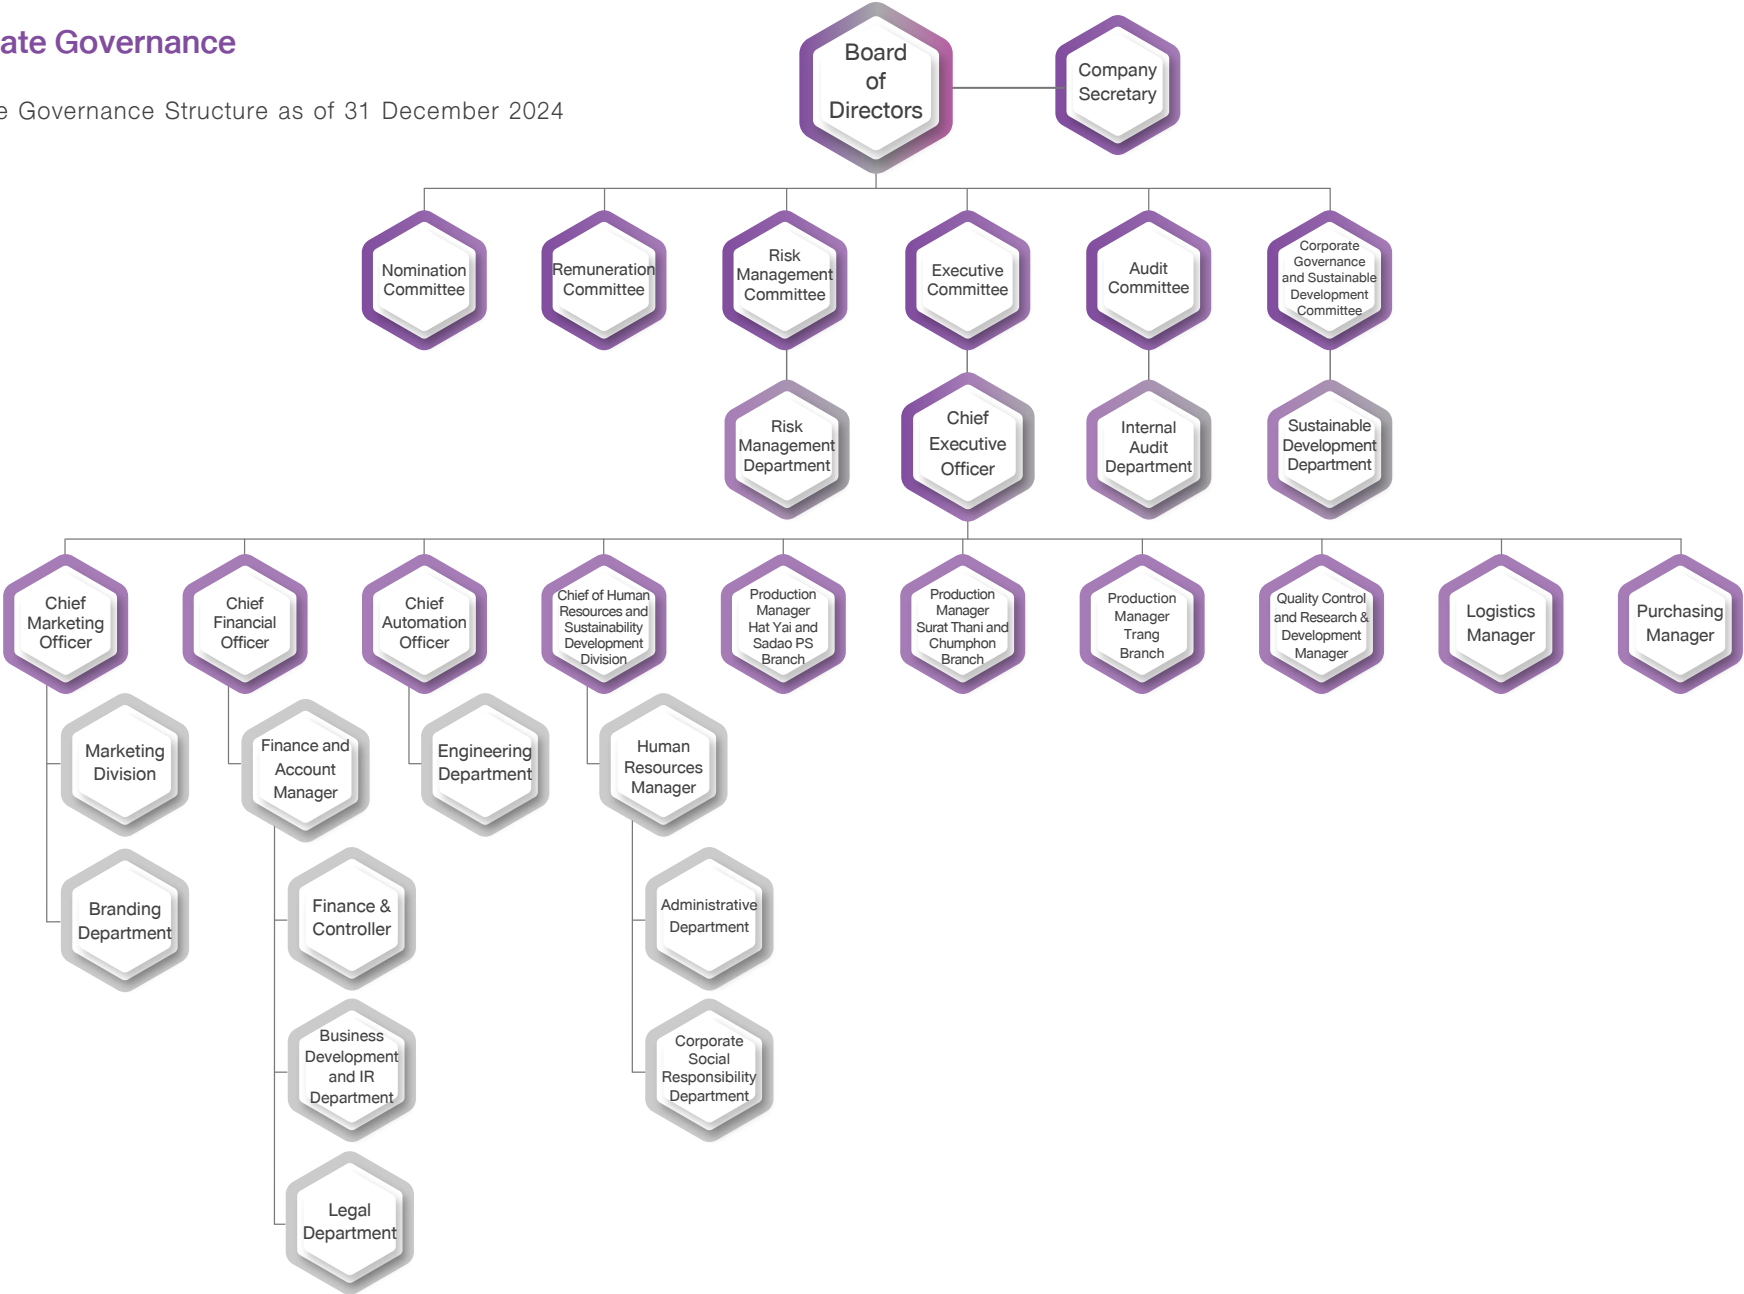 ate Governance
e Governance Structure as of 31 December 2024
Board
of
Directors
Company
Secretary
Nomination
Committee
Remuneration
Committee
Risk
Management
Committee
Executive
Committee
Audit
Committee
Corporate
Governance
and Sustainable
Development
Committee
Risk
Management
Department
Chief
Executive
Officer
Internal
Audit
Department
Sustainable
Development
Department
Chief
Marketing
Officer
Chief
Financial
Officer
Chief
Automation
Officer
Chief of Human
Resources and
Sustainability
Development
Division
Production
Manager
Hat Yai and
Sadao PS
Branch
Production
Manager
Surat Thani and
Chumphon
Branch
Production
Manager
Trang
Branch
Quality Control
and Research &
Development
Manager
Logistics
Manager
Purchasing
Manager
Marketing
Division
Finance and
Account
Manager
Engineering
Department
Human
Resources
Manager
Branding
Department
Finance &
Controller
Administrative
Department
Business
Development
and IR
Department
Corporate
Social
Responsibility
Department
Legal
Department